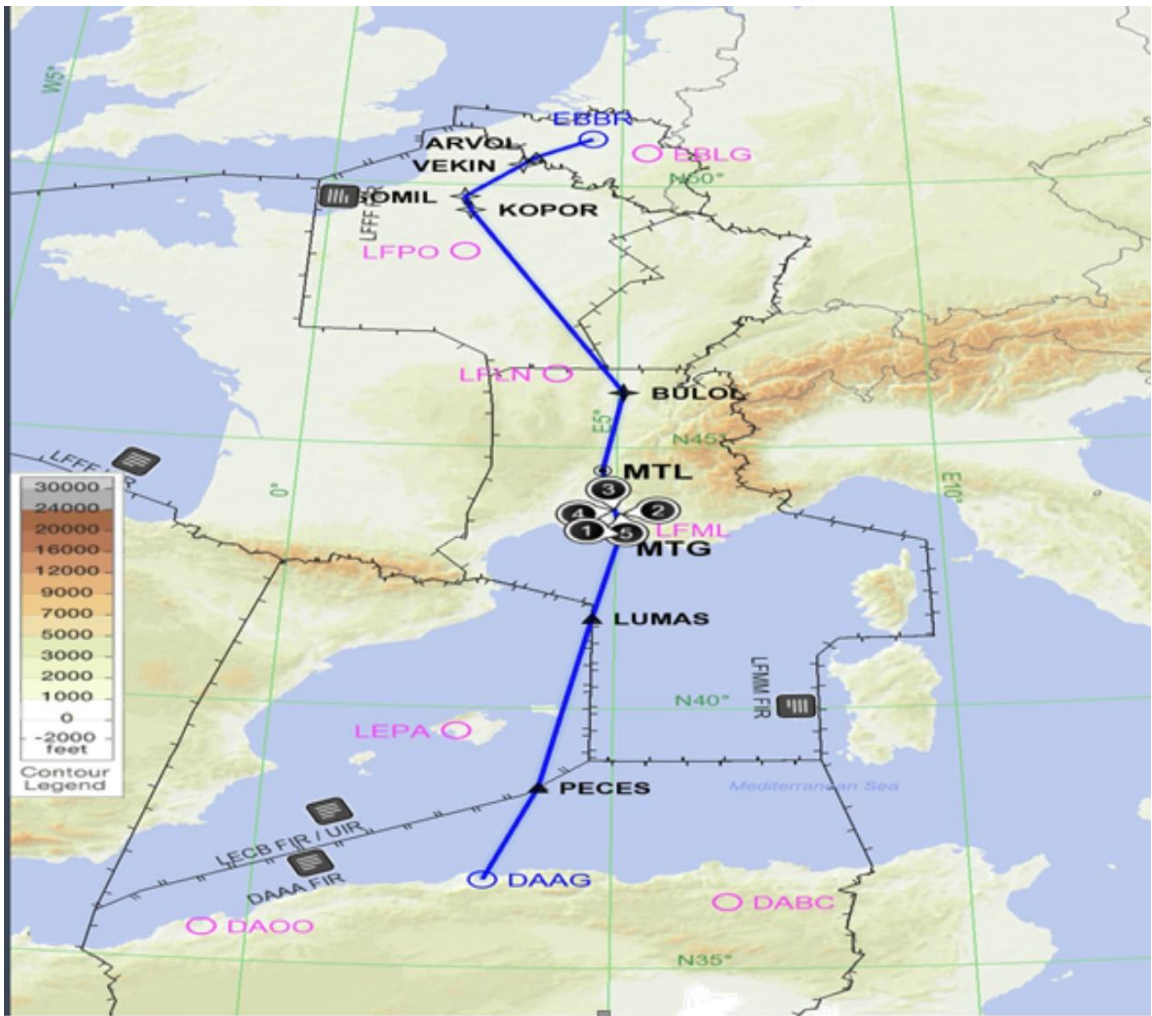 W5°
EBBR
ARVOL
EBLG
VEKIN
N50°
OMIL
KOPOR
LFFF
LFPO
LFLN
BULOL
E5°
N45°
LFFF
MTL
30000
24000
20000
16000
12000
9000
7000
5000
3000
2000
1000
0
-2000
feet
Contour
Legend
0°
E10°
3
4
2
1
5
LFML
MTG
LUMAS
LFMM FIR
N40°
LEPA
PECES
Mediterranean Sea
LECB FIR / UIR
DAAA FIR
DAAG
DABC
DAOO
N35°